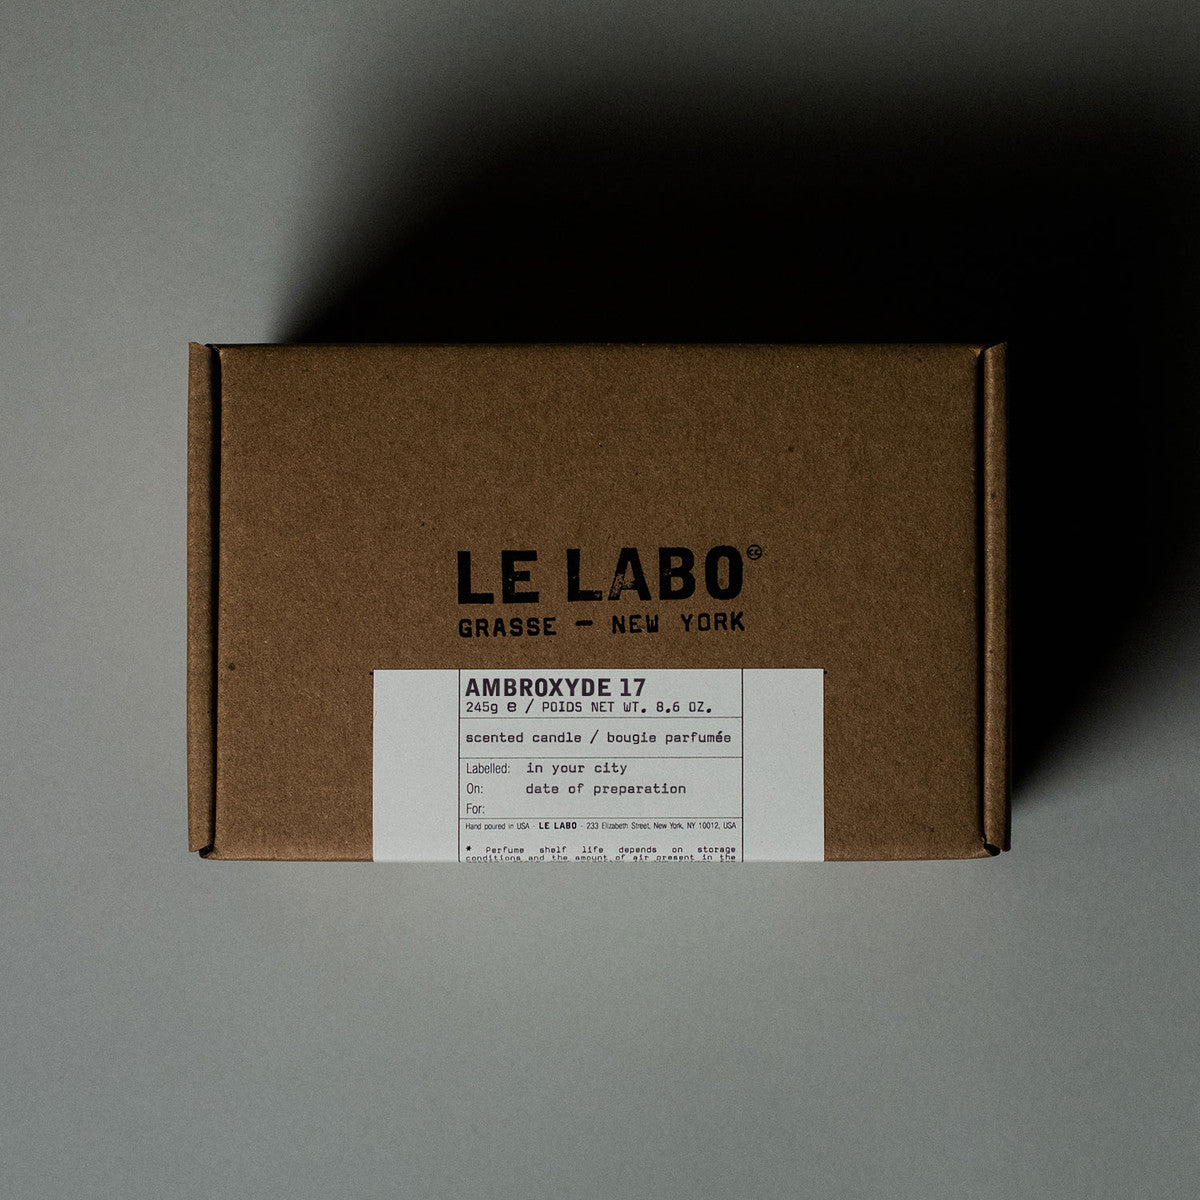 LE LABO
GRASSE — NEW YORK
AMBROXYDE 17
245g e / POIDS NET WT. 8.6 OZ.
scented candle / bougie parfumée
Labelled: in your city
On: date of preparation
For:
Hand poured in USA - LE LABO - 233 Elizabeth Street, New York, NY 10012, USA
* Perfume shelf life depends on storage
conditions and the amount of air present in the